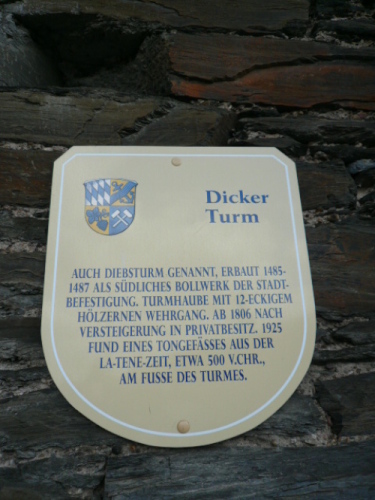 Dicker
Turm
AUCH DIEBSTURM GENANNT, ERBAUT 1485-
1487 ALS SÜDLICHES BOLLWERK DER STADT-
BEFESTIGUNG. TURMHAUBE MIT 12-ECKIGEM
HÖLZERNEN WEHRGANG. AB 1806 NACH
VERSTEIGERUNG IN PRIVATBESITZ. 1925
FUND EINES TONGEFÄSSES AUS DER
LA-TENE-ZEIT, ETWA 500 V.CHR.,
AM FUSSE DES TURMES.